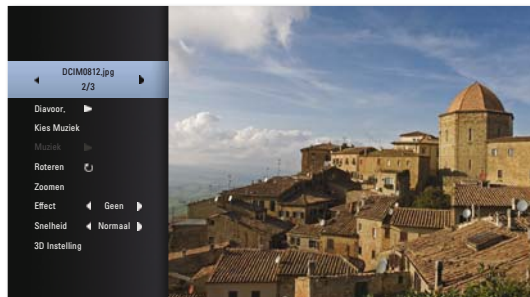 DCIM0812.jpg
2/3
Diavoor.
Kies Muziek
Muziek
Roteren
Zoomen
Effect Geen
Snelheid Normaal
3D Instelling